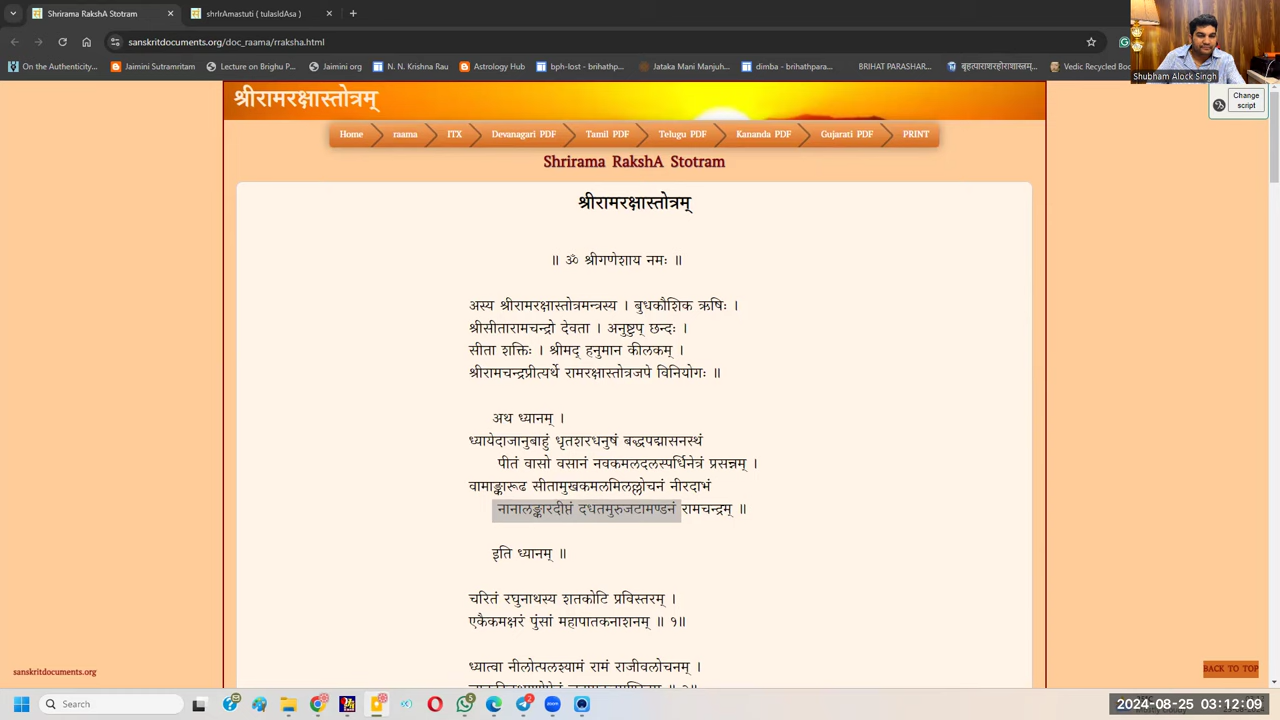 Shrirama RakshA Stotram
shrIrAmastuti ( tulasIdAsa )
sanskritdocuments.org/doc_raama/rraksha.html
On the Authenticity...
Jaimini Sutramritam
Lecture on Brighu P...
Jaimini org
N. N. Krishna Rau
Astrology hub
bph-lost - brihathp...
Jataka Mani Manjuh...
dimba - brihathpara...
BRIHAT PARASHAR...
बृहत्पाराशरहोराशास्त्रम्...
Vedic Recycled Boo
Shubham Alock Singh
Change
script
श्रीरामरक्षास्तोत्रम्
Home
raama
ITX
Devanagari PDF
Tamil PDF
Telugu PDF
Kananda PDF
Gujarati PDF
PRINT
Shrirama RakshA Stotram
श्रीरामरक्षास्तोत्रम्
॥ ॐ श्रीगणेशाय नमः ॥
अस्य श्रीरामरक्षास्तोत्रमन्त्रस्य । बुधकौशिक ऋषिः ।
श्रीसीतारामचन्द्रो देवता । अनुष्टुप् छन्दः ।
सीता शक्तिः । श्रीमद् हनुमान कीलकम् ।
श्रीरामचन्द्रप्रीत्यर्थे रामरक्षास्तोत्रजपे विनियोगः ॥
अथ ध्यानम् ।
ध्यायेदाजानुबाहुं धृतशरधनुषं बद्धपद्मासनस्थं
पीतं वासो वसानं नवकमलदलस्पर्धिनेत्रं प्रसन्नम् ।
वामाङ्कारूढ सीतामुखकमलमिलल्लोचनं नीरदाभं
नानालङ्कारदीप्तं दधतमुरुजटामण्डनं रामचन्द्रम् ॥
इति ध्यानम् ॥
चरितं रघुनाथस्य शतकोटि प्रविस्तरम् ।
एकैकमक्षरं पुंसां महापातकनाशनम् ॥ १॥
ध्यात्वा नीलोत्पलश्यामं रामं राजीवलोचनम् ।
sanskritdocuments.org
BACK TO TOP
Search
2024-08-25 03:12:09